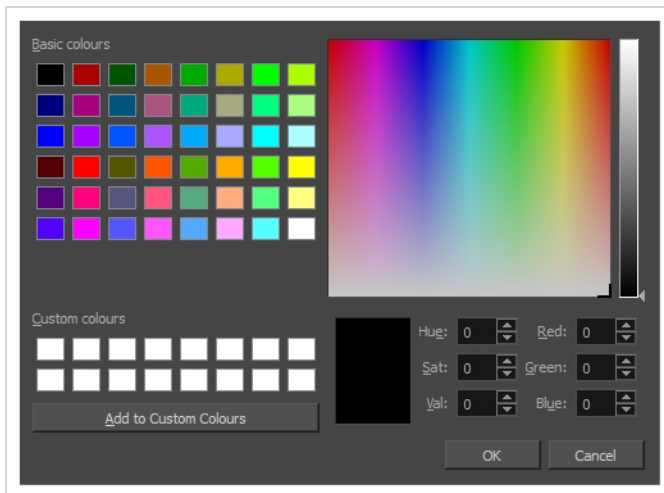 Basic colours
Custom colours
Add to Custom Colours
Hue: 0 Red: 0
Sat: 0 Green: 0
Val: 0 Blue: 0
OK Cancel